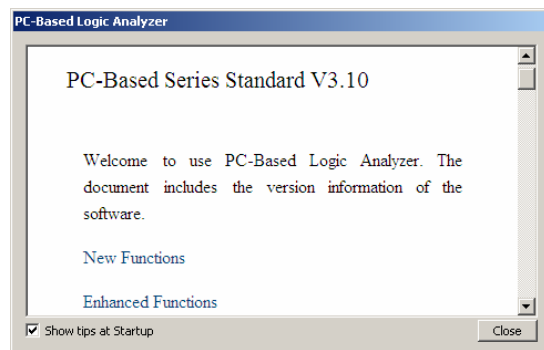 PC-Based Logic Analyzer
PC-Based Series Standard V3.10
Welcome to use PC-Based Logic Analyzer. The
document includes the version information of the
software.
New Functions
Enhanced Functions
Show tips at Startup
Close